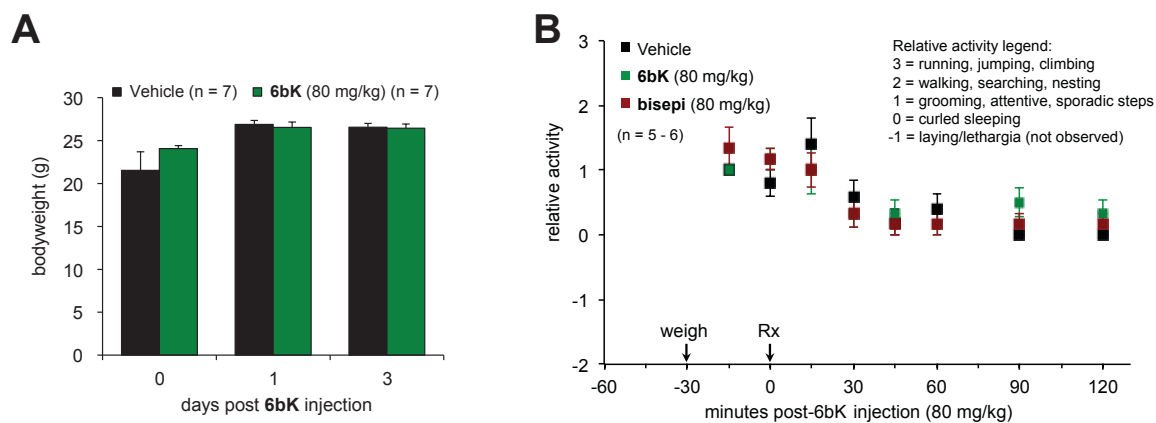 A
Vehicle (n = 7) 6bK (80 mg/kg) (n = 7)
30
25
20
15
10
5
0
bodyweight (g)
0 1 3
days post 6bK injection
B
3
2
1
0
-1
-2
relative activity
Vehicle
6bK (80 mg/kg)
bisepi (80 mg/kg)
(n = 5 - 6)
Relative activity legend:
3 = running, jumping, climbing
2 = walking, searching, nesting
1 = grooming, attentive, sporadic steps
0 = curled sleeping
-1 = laying/lethargia (not observed)
weigh Rx
-60 -30 0 30 60 90 120
minutes post-6bK injection (80 mg/kg)